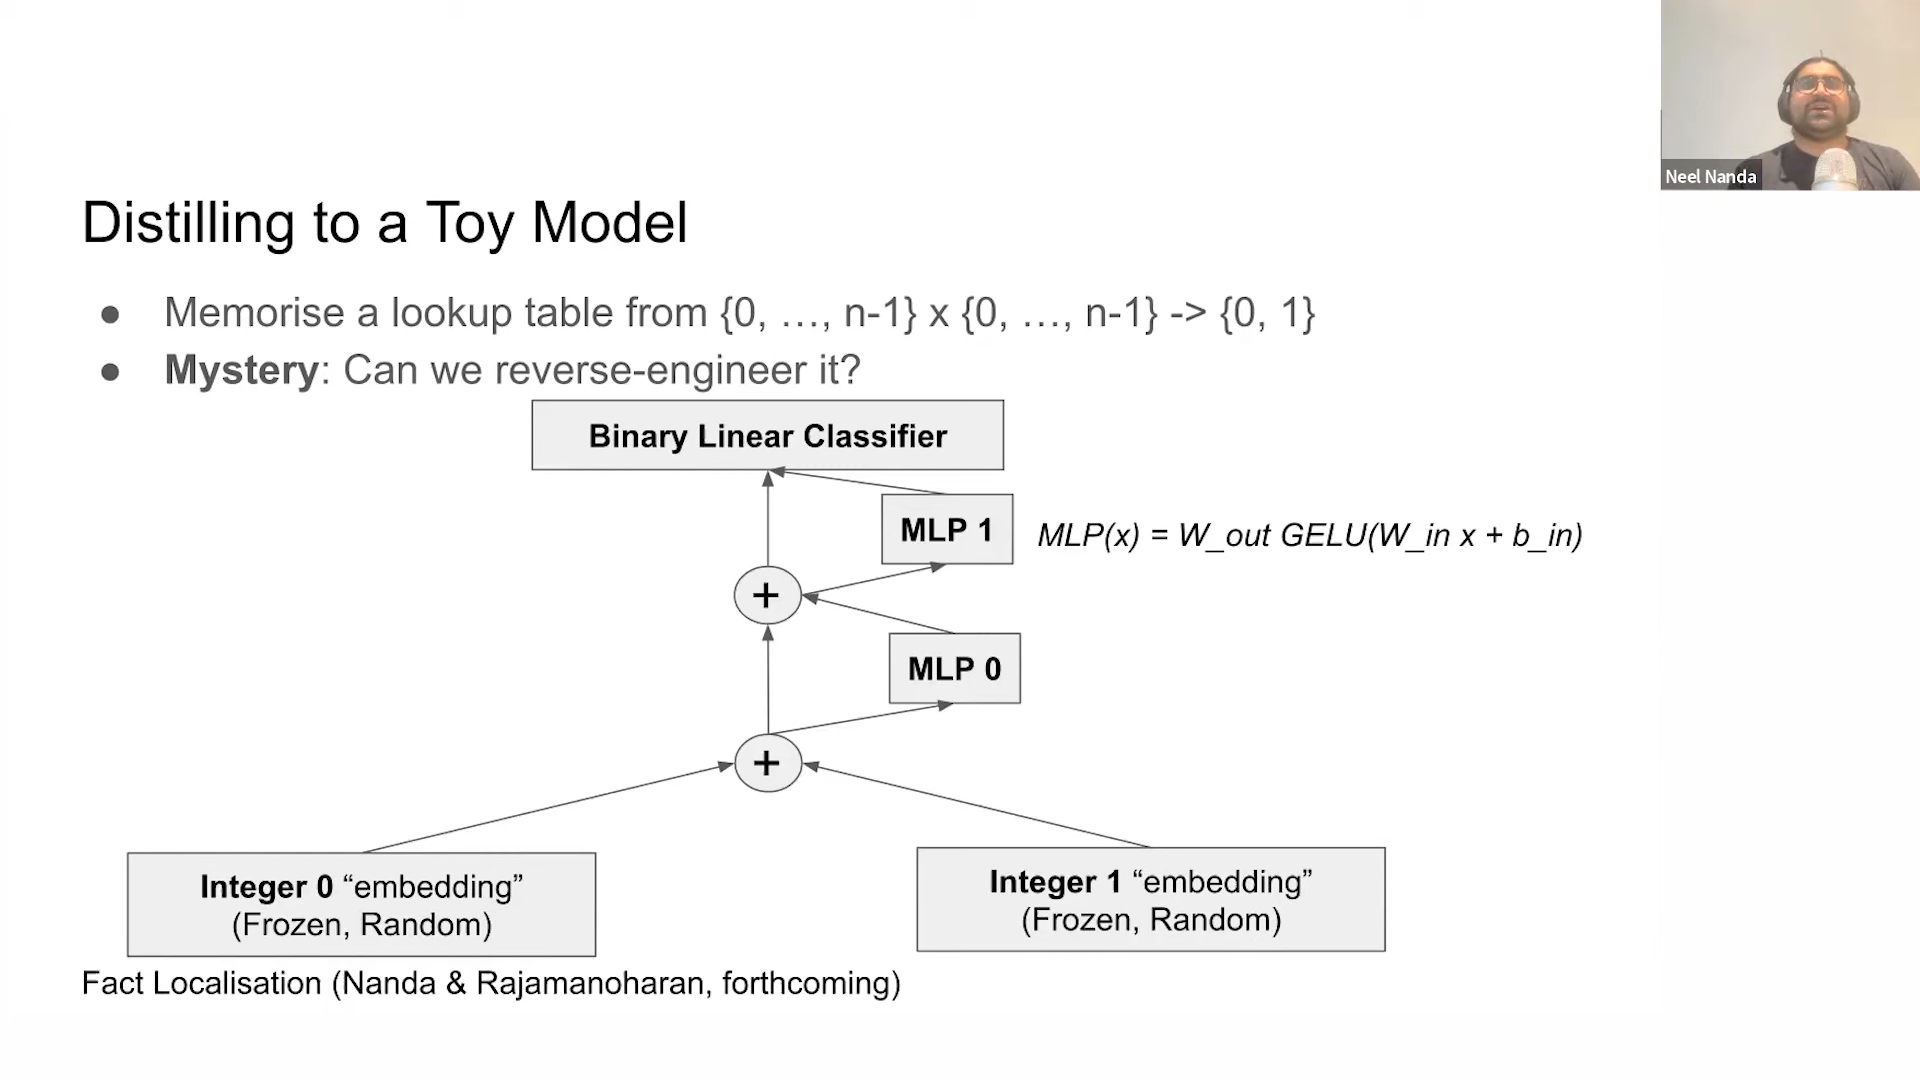 Neel Nanda
Distilling to a Toy Model
● Memorise a lookup table from {0, …, n-1} x {0, …, n-1} -> {0, 1}
● Mystery: Can we reverse-engineer it?
Binary Linear Classifier
MLP 1
MLP(x) = W_out GELU(W_in x + b_in)
+
MLP 0
+
Integer 0 “embedding”
(Frozen, Random)
Integer 1 “embedding”
(Frozen, Random)
Fact Localisation (Nanda & Rajamanoharan, forthcoming)